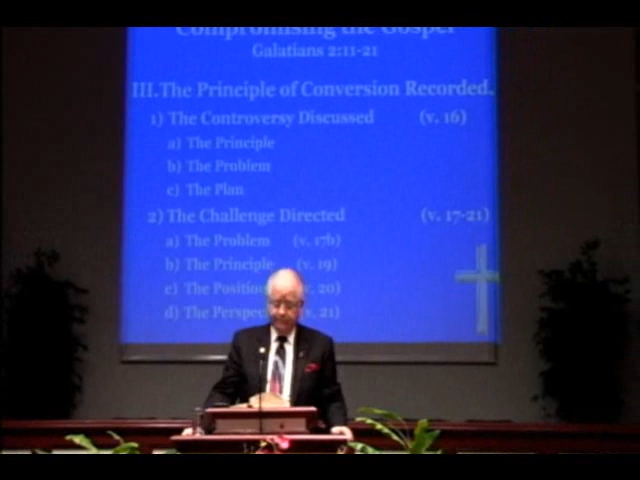 Compromising the Gospel
Galatians 2:11-21
III.The Principle of Conversion Recorded.
1) The Controversy Discussed (v. 16)
a) The Principle
b) The Problem
c) The Plan
2) The Challenge Directed (v. 17-21)
a) The Problem (v. 17b)
b) The Principle (v. 19)
c) The v. 20)
d) The v. 21)